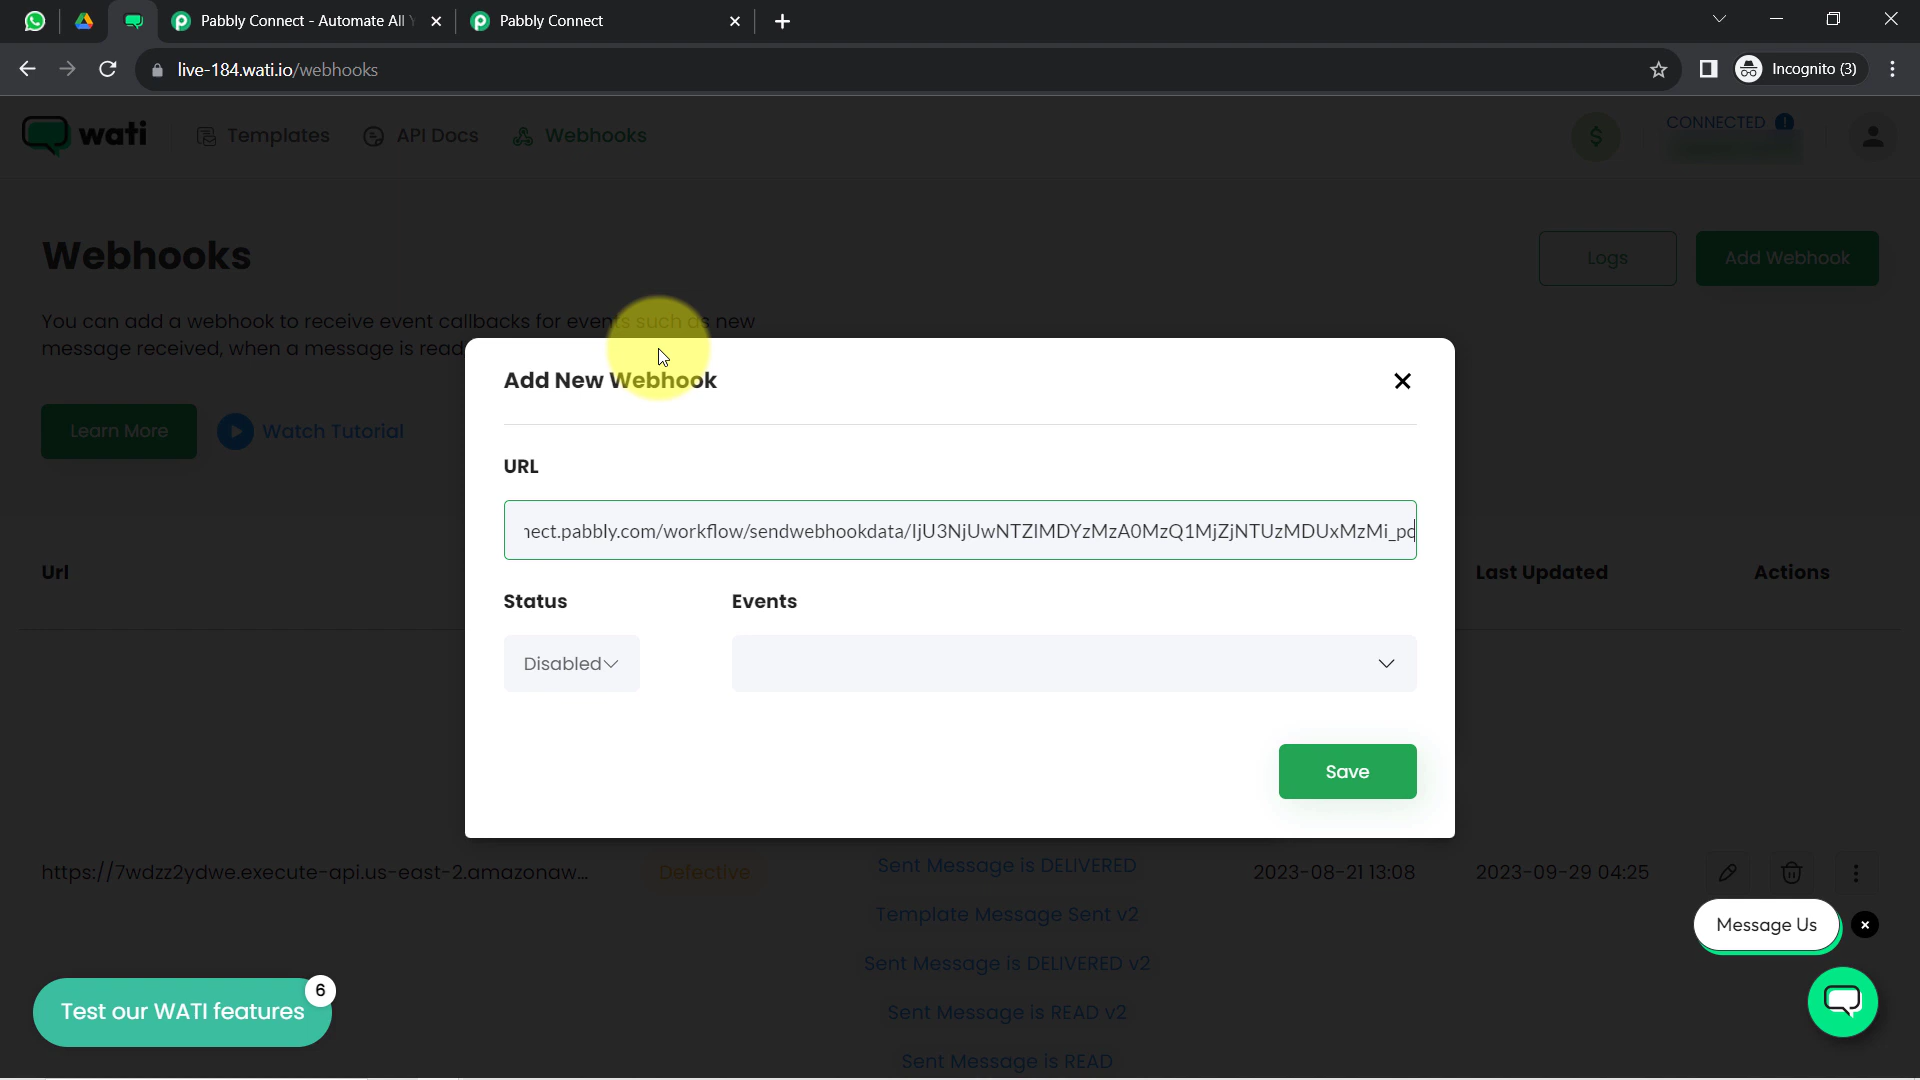 Pabbly Connect - Automate All Y
Pabbly Connect
live-184.wati.io/webhooks
Incognito (3)
wati
Templates
API Docs
Webhooks
$
CONNECTED
Webhooks
Logs
Add Webhook
You can add a webhook to receive event callbacks for events such as new
message received, when a message is read
Learn More
Watch Tutorial
Add New Webhook
URL
nect.pabbly.com/workflow/sendwebhookdata/IjU3NjUwNTZlMDYzMzA0MzQ1MjZjNTUzMDUxMzMi_pc
Status
Events
Disabled
Save
Url
Last Updated
Actions
https://7wdzz2ydwe.execute-api.us-east-2.amazonaw...
Defective
Sent Message is DELIVERED
2023-08-21 13:08
2023-09-29 04:25
Template Message Sent v2
Sent Message is DELIVERED v2
Sent Message is READ v2
Sent Message is READ
Message Us
Test our WATI features
6